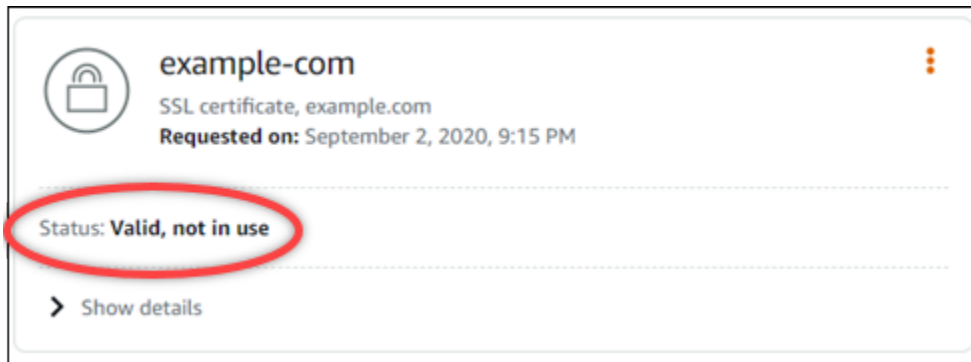 example-com
SSL certificate, example.com
Requested on: September 2, 2020, 9:15 PM
Status: Valid, not in use
Show details